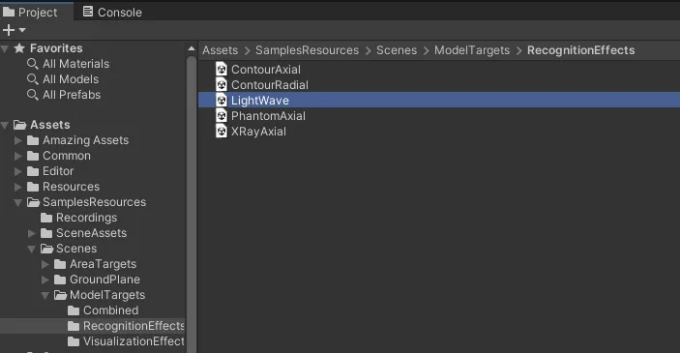 Project Console
Favorites
All Materials
All Models
All Prefabs
Assets
Amazing Assets
Common
Editor
Resources
SamplesResources
Recordings
SceneAssets
Scenes
AreaTargets
GroundPlane
ModelTargets
Combined
RecognitionEffects
VisualizationEffect
Assets > SamplesResources > Scenes > ModelTargets > RecognitionEffects
ContourAxial
ContourRadial
LightWave
PhantomAxial
XRayAxial